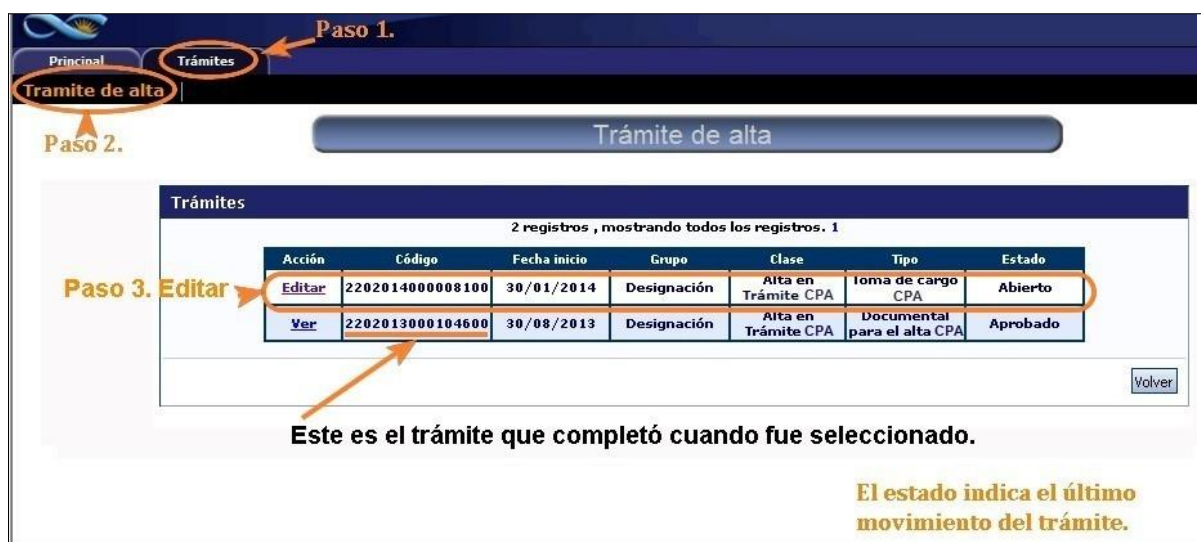 Paso 1.
Principal
Trámites
Tramite de alta
Paso 2.
Trámite de alta
Trámites
2 registros , mostrando todos los registros. 1
Acción Código Fecha inicio Grupo Clase Tipo Estado
Paso 3. Editar
Editar 2202014000008100 30/01/2014 Designación Alta en Trámite CPA Toma de cargo CPA Abierto
Ver 2202013000104600 30/08/2013 Designación Alta en Trámite CPA Documental para el alta CPA Aprobado
Volver
Este es el trámite que completó cuando fue seleccionado.
El estado indica el último
movimiento del trámite.